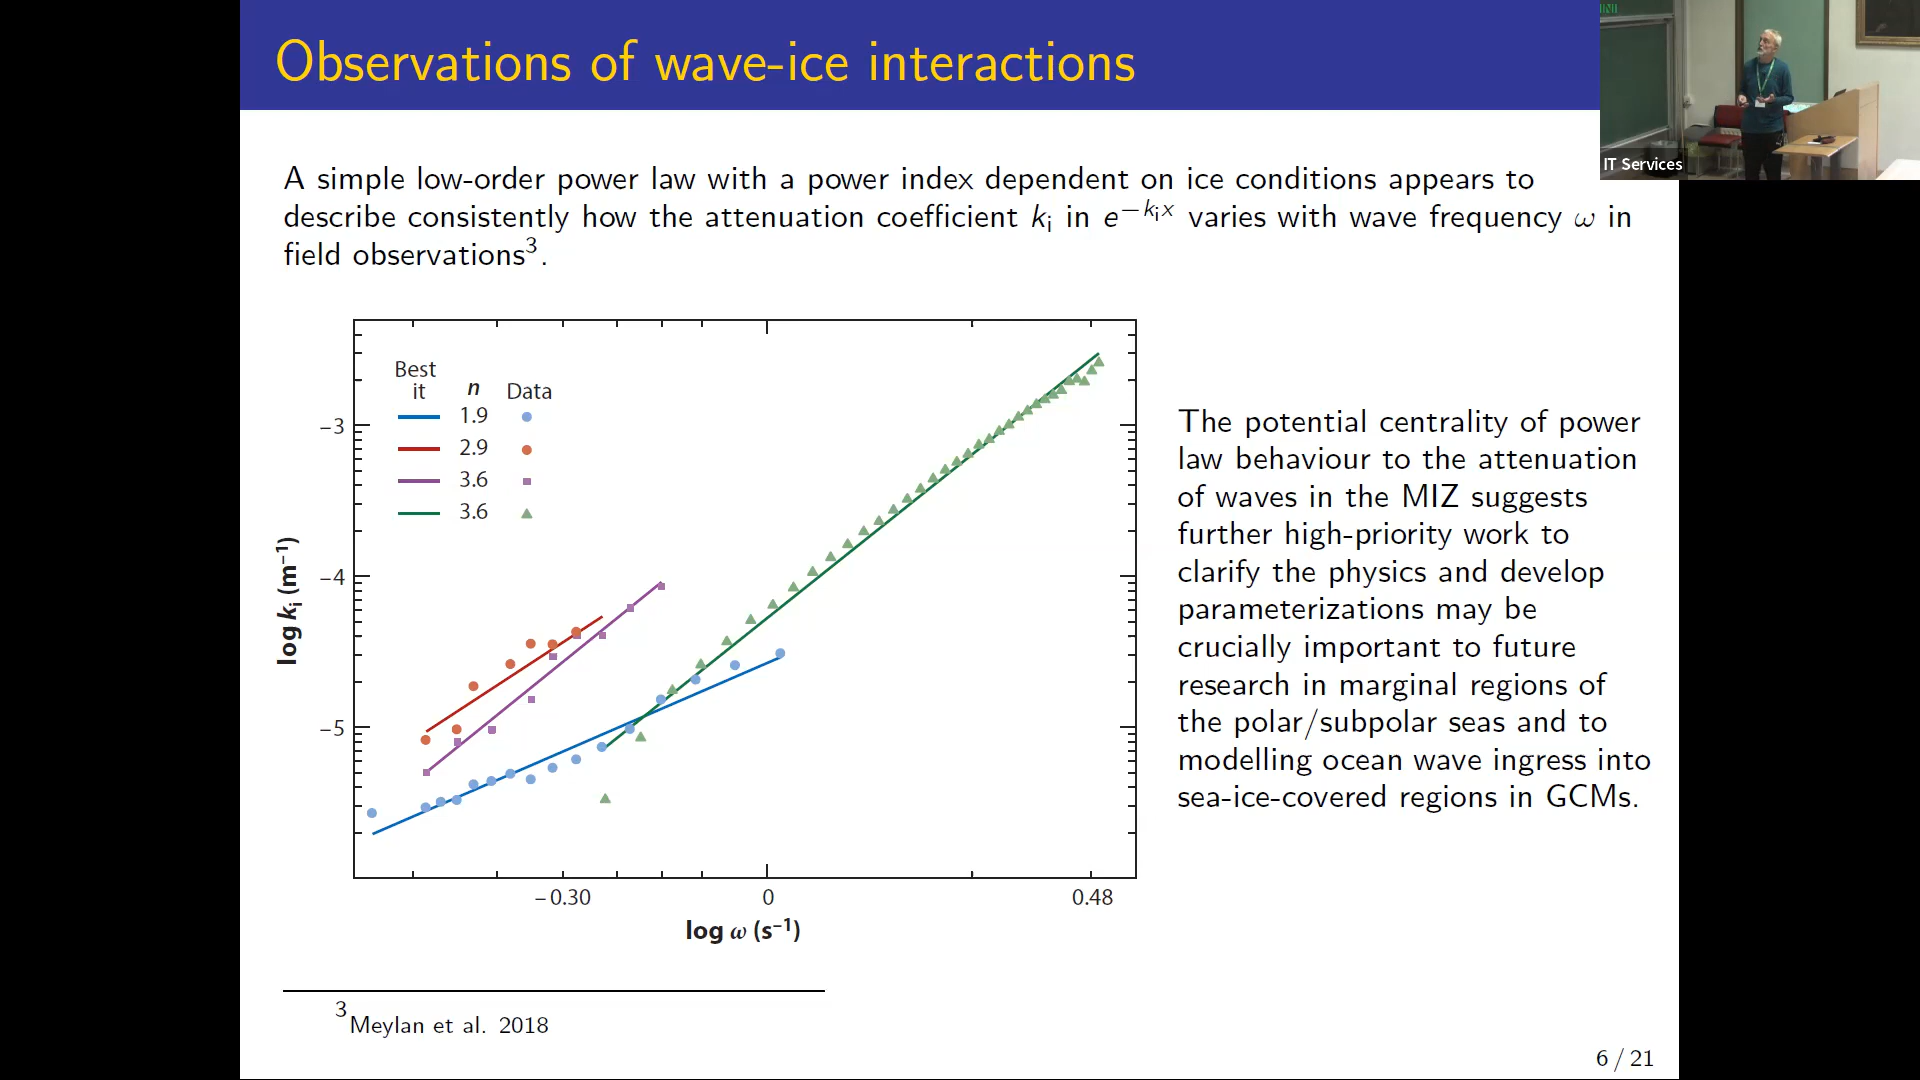 Observations of wave-ice interactions
INI
IT Services
A simple low-order power law with a power index dependent on ice conditions appears to
describe consistently how the attenuation coefficient kᵢ in e^{−kᵢx} varies with wave frequency ω in
field observations³.
Best
it n Data
1.9
2.9
3.6
3.6
−3
−4
−5
log kᵢ (m⁻¹)
−0.30 0 0.48
log ω (s⁻¹)
The potential centrality of power
law behaviour to the attenuation
of waves in the MIZ suggests
further high-priority work to
clarify the physics and develop
parameterizations may be
crucially important to future
research in marginal regions of
the polar/subpolar seas and to
modelling ocean wave ingress into
sea-ice-covered regions in GCMs.
³Meylan et al. 2018
6 / 21